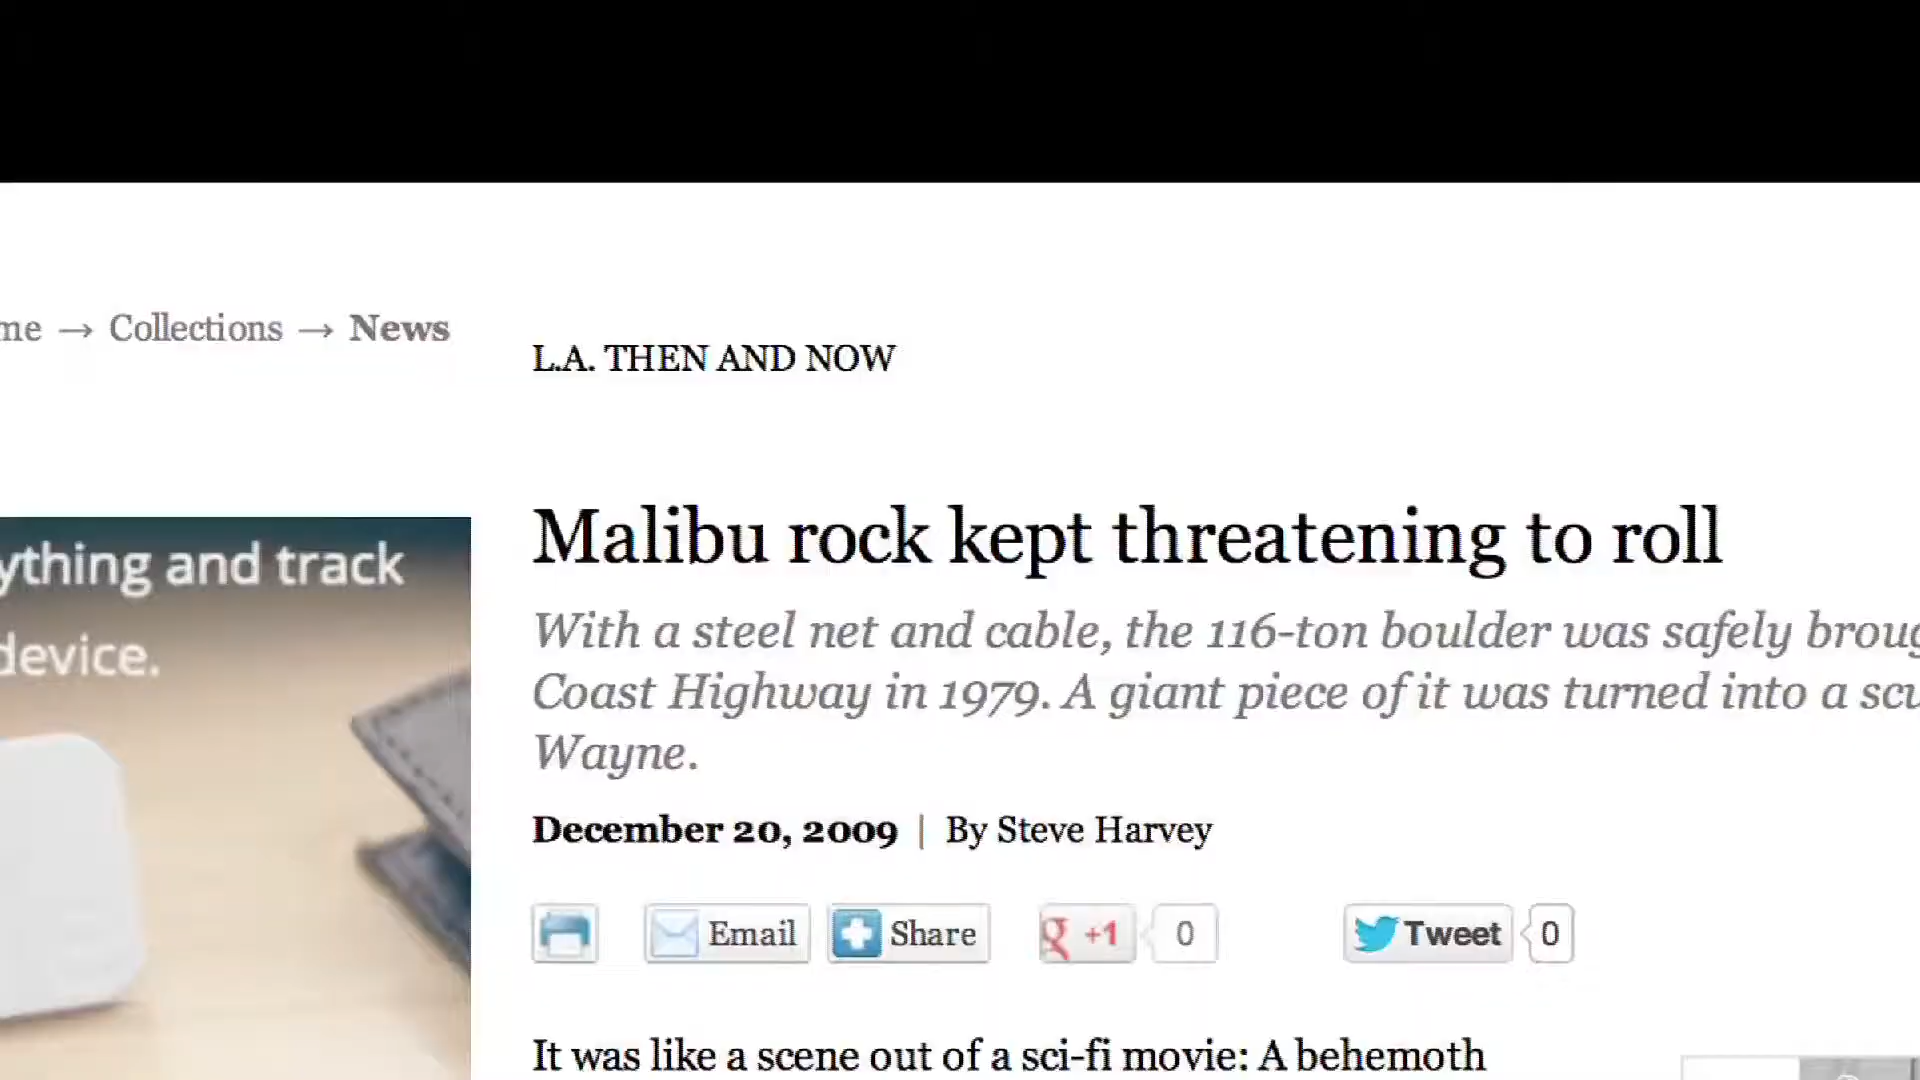 me → Collections → News
L.A. THEN AND NOW
ything and track
device.
Malibu rock kept threatening to roll
With a steel net and cable, the 116-ton boulder was safely broug
Coast Highway in 1979. A giant piece of it was turned into a scu
Wayne.
December 20, 2009 | By Steve Harvey
Email Share g +1 0 Tweet 0
It was like a scene out of a sci-fi movie: A behemoth